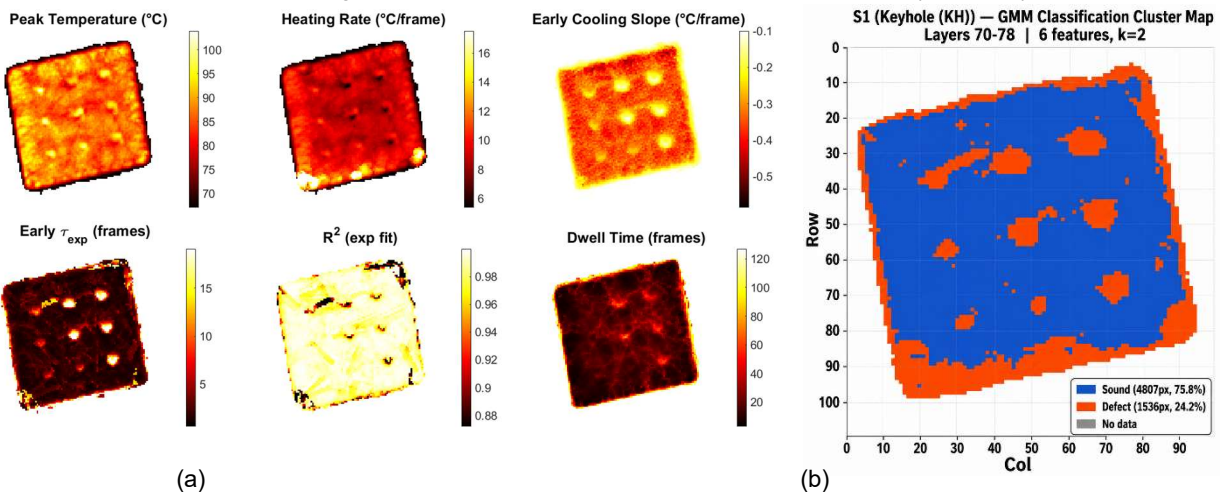 Peak Temperature (°C)
100
95
90
85
80
75
70
Heating Rate (°C/frame)
16
14
12
10
8
6
Early Cooling Slope (°C/frame)
-0.1
-0.2
-0.3
-0.4
-0.5
Early τexp (frames)
15
10
5
R² (exp fit)
0.98
0.96
0.94
0.92
0.9
0.88
Dwell Time (frames)
120
100
80
60
40
20
(a)
S1 (Keyhole (KH)) — GMM Classification Cluster Map
Layers 70-78 | 6 features, k=2
Row
0
10
20
30
40
50
60
70
80
90
100
Sound (4807px, 75.8%)
Defect (1536px, 24.2%)
No data
0 10 20 30 40 50 60 70 80 90
Col
(b)